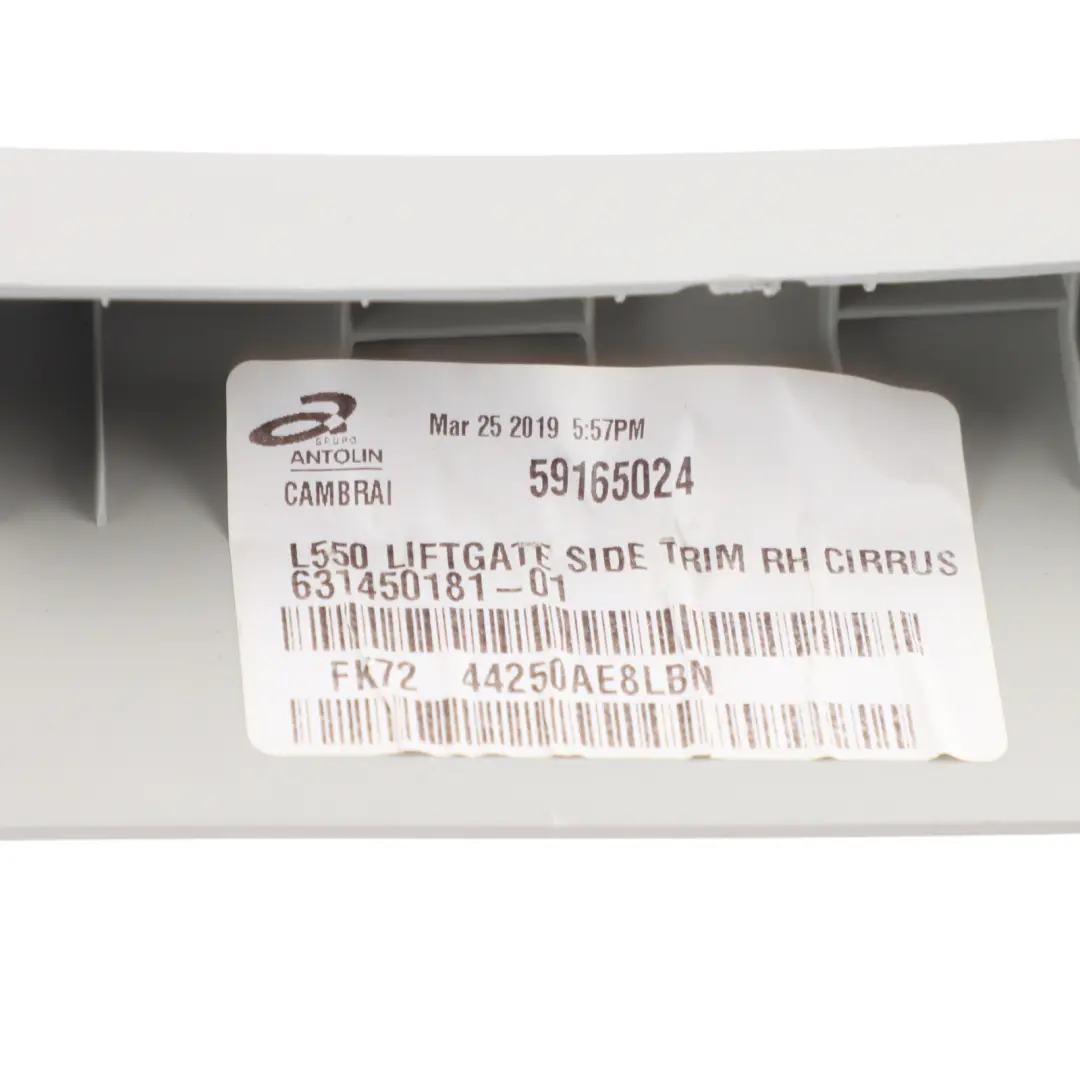 Mar 25 2019 5:57PM
GRUPO
ANTOLIN
CAMBRAI
59165024
L550 LIFTGATE SIDE TRIM RH CIRRUS
631450181-01
FK72 44250AE8LBN